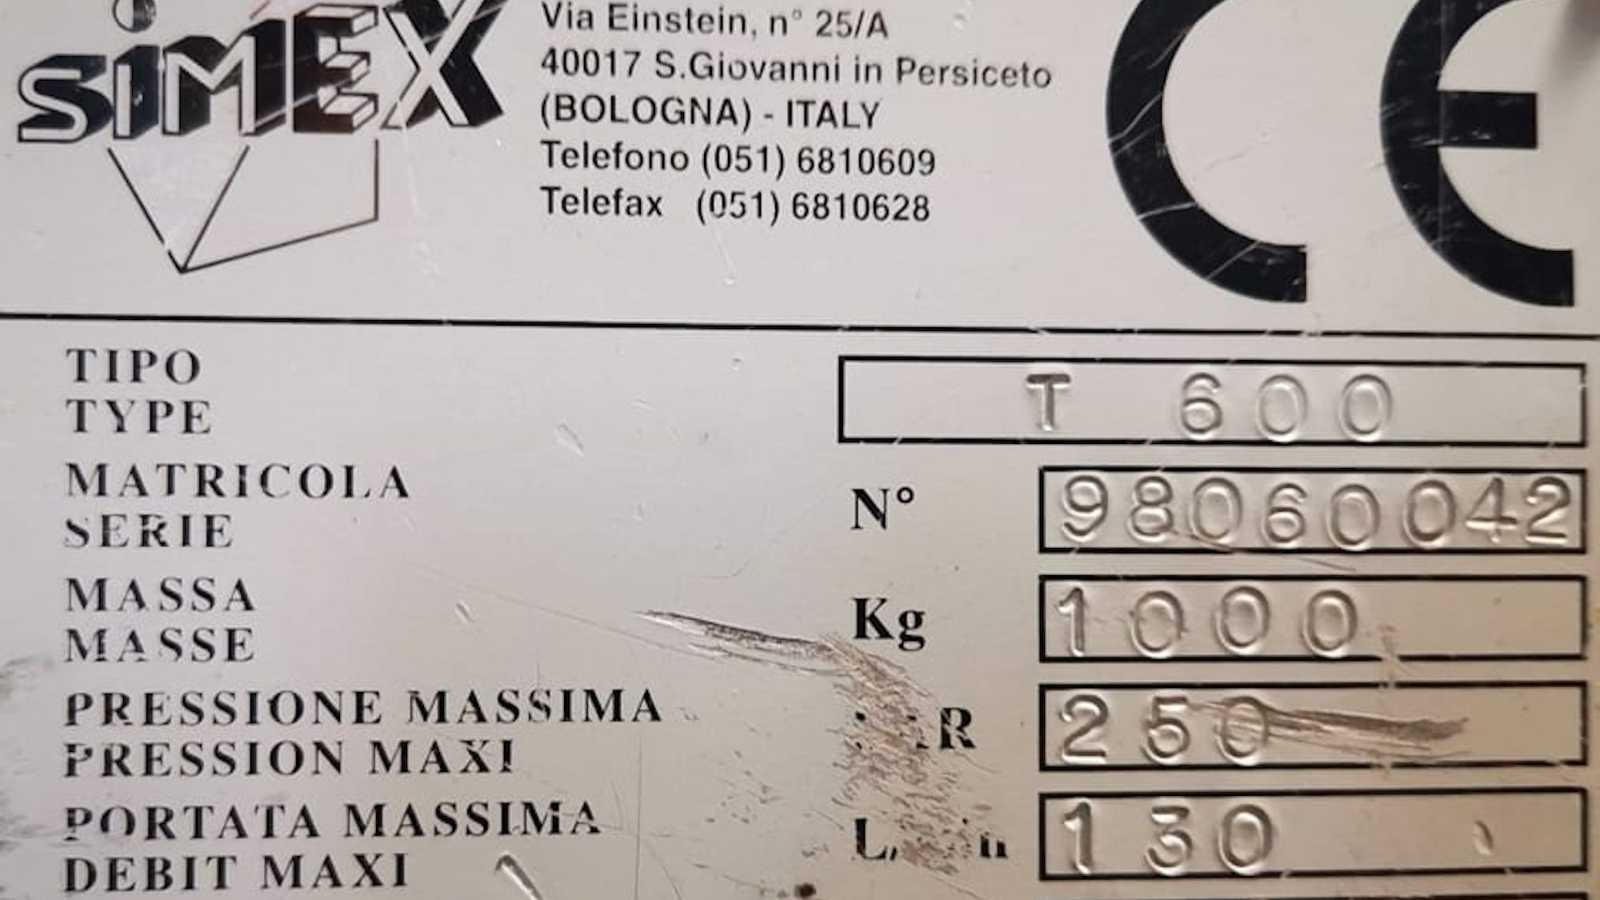 SIMEX
Via Einstein, n° 25/A
40017 S.Giovanni in Persiceto
(BOLOGNA) - ITALY
Telefono (051) 6810609
Telefax (051) 6810628
CE
TIPO
TYPE
T 600
MATRICOLA
SERIE
N° 98060042
MASSA
MASSE
Kg 1000
PRESSIONE MASSIMA
PRESSION MAXI
250
PORTATA MASSIMA
DEBIT MAXI
130